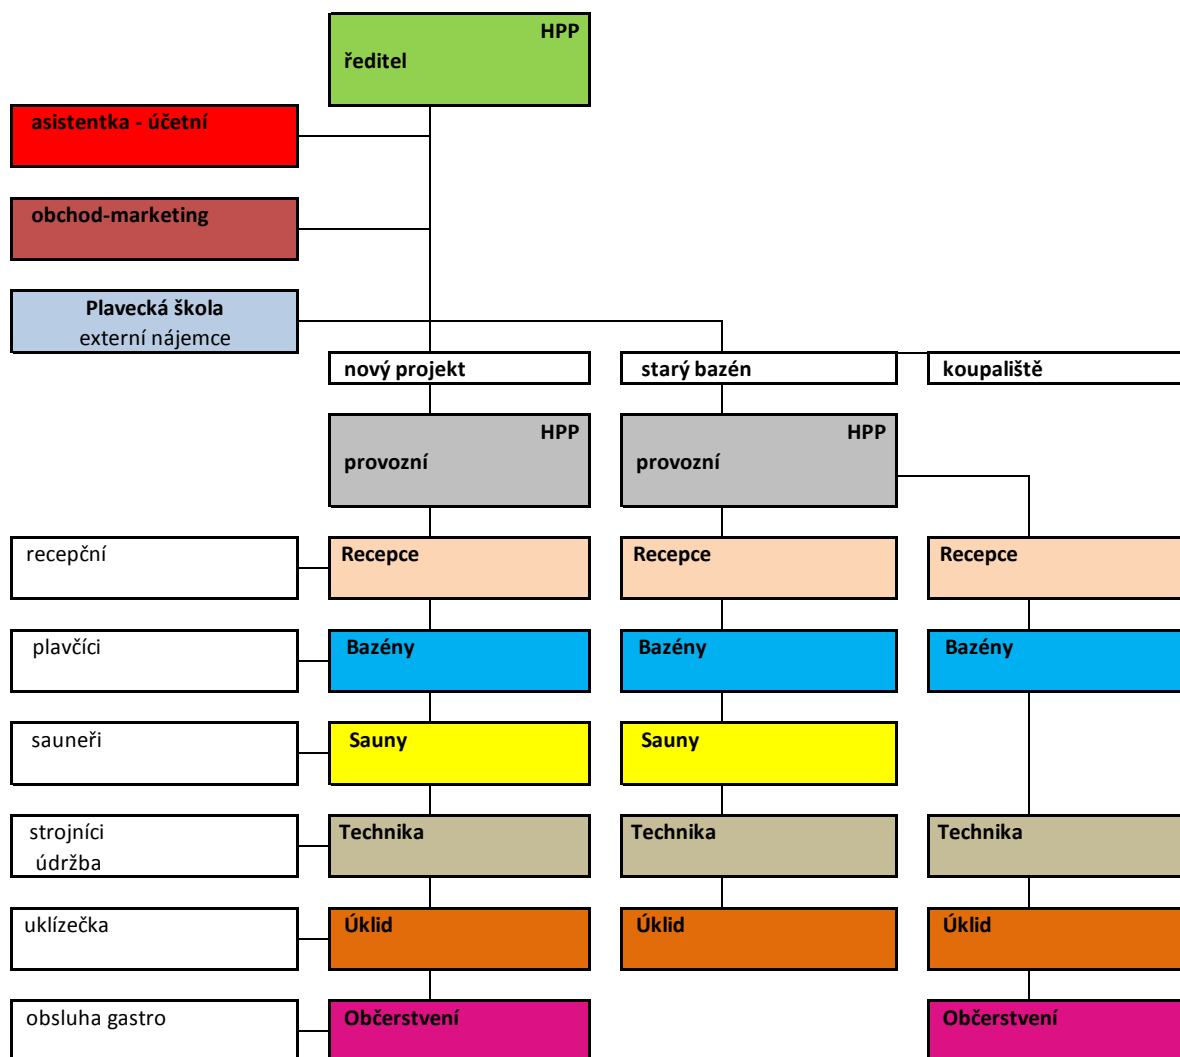 HPP
ředitel
asistentka - účetní
obchod-marketing
Plavecká škola
externí nájemce
nový projekt
starý bazén
koupaliště
HPP
provozní
HPP
provozní
recepční
Recepce
Recepce
Recepce
plavčíci
Bazény
Bazény
Bazény
sauneři
Sauny
Sauny
strojníci
údržba
Technika
Technika
Technika
uklízečka
Úklid
Úklid
Úklid
obsluha gastro
Občerstvení
Občerstvení